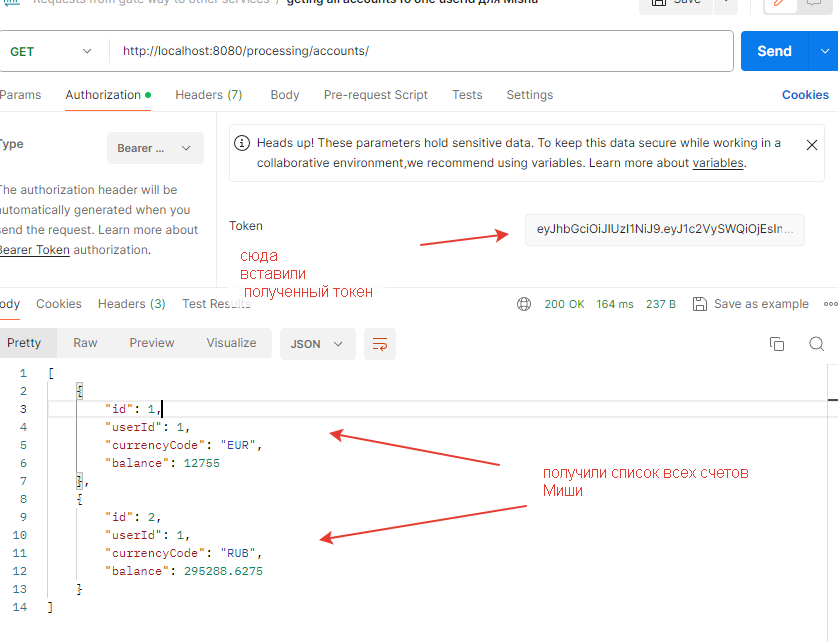 Requests from gate way to other services / geting all accounts to one userId для Misha
Save
GET
http://localhost:8080/processing/accounts/
Send
Params
Authorization
Headers (7)
Body
Pre-request Script
Tests
Settings
Cookies
Type
Bearer ...
Heads up! These parameters hold sensitive data. To keep this data secure while working in a
collaborative environment,we recommend using variables. Learn more about variables.
The authorization header will be
automatically generated when you
send the request. Learn more about
Bearer Token authorization.
Token
eyJhbGciOiJIUzI1NiJ9.eyJ1c2VySWQiOjEsIn...
сюда
вставили
полученный токен
Body
Cookies
Headers (3)
Test Results
200 OK
164 ms
237 B
Save as example
Pretty
Raw
Preview
Visualize
JSON
1 [
2 {
3 "id": 1,
4 "userId": 1,
5 "currencyCode": "EUR",
6 "balance": 12755
7 },
8 {
9 "id": 2,
10 "userId": 1,
11 "currencyCode": "RUB",
12 "balance": 295288.6275
13 }
14 ]
получили список всех счетов
Миши